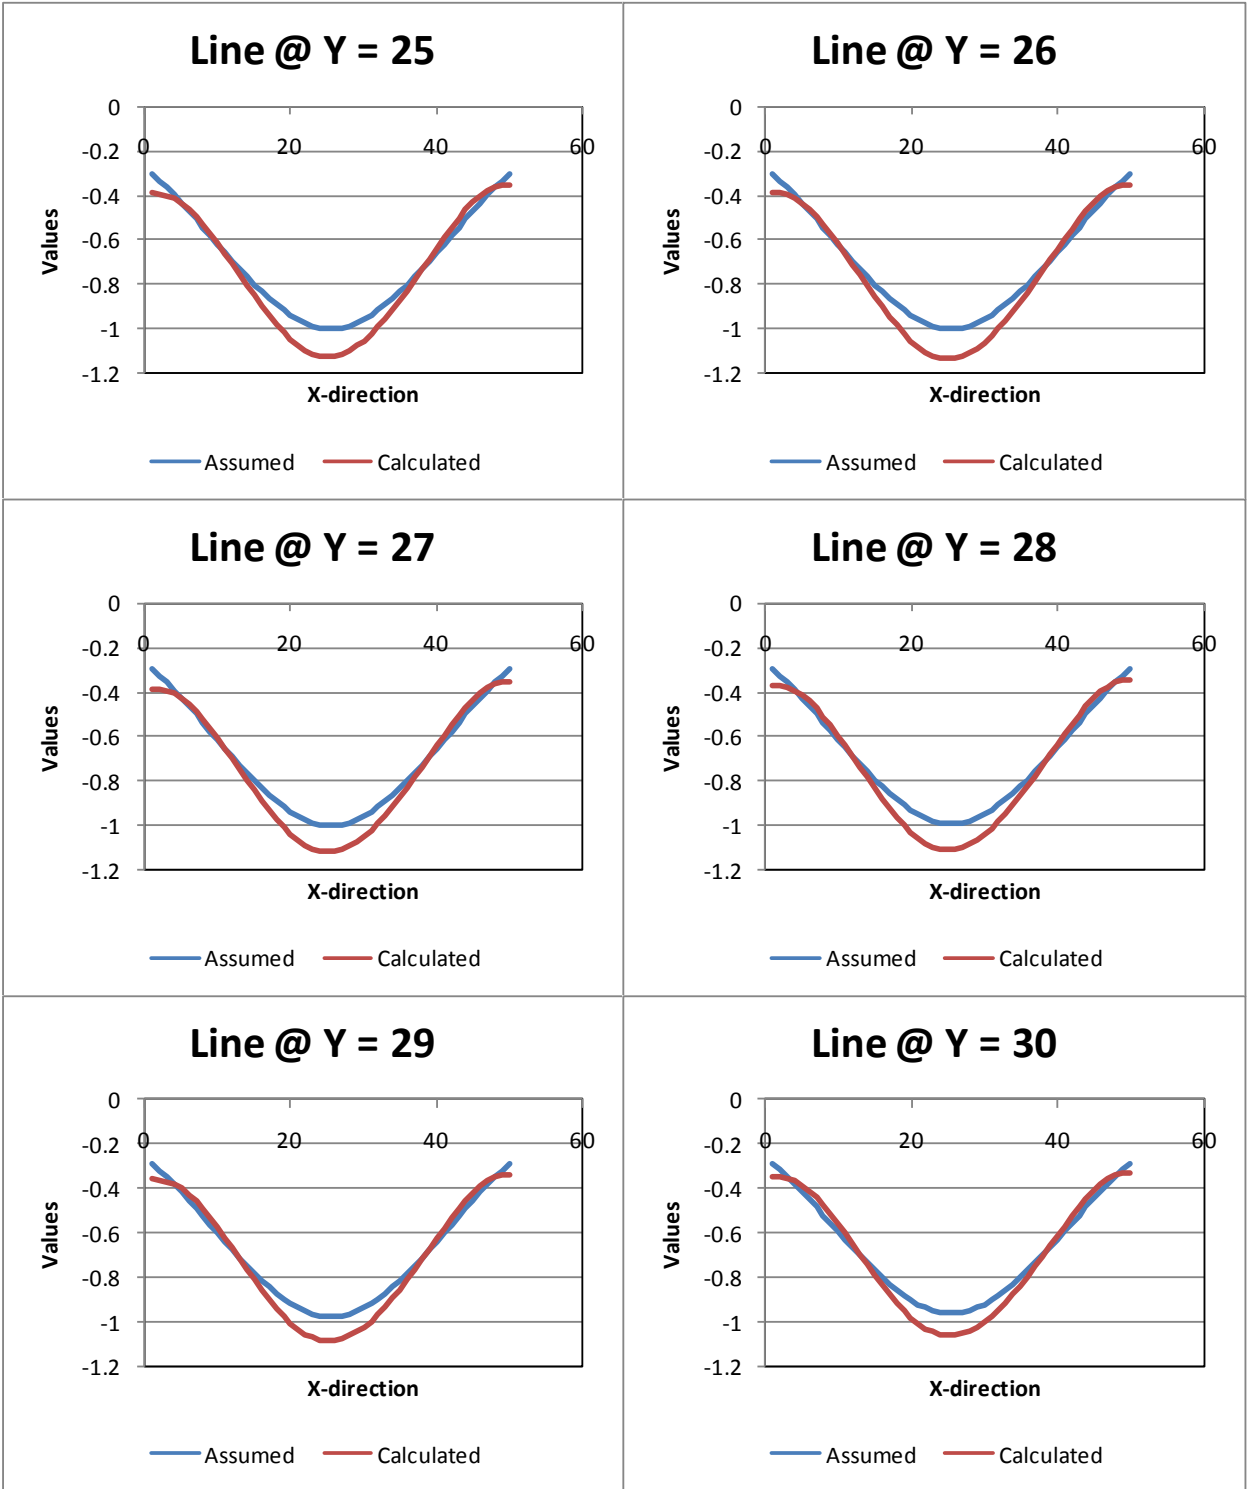 Line @ Y = 25
0
-0.2
-0.4
-0.6
-0.8
-1
-1.2
0 20 40 60
Values
X-direction
Assumed Calculated
Line @ Y = 26
0
-0.2
-0.4
-0.6
-0.8
-1
-1.2
0 20 40 60
Values
X-direction
Assumed Calculated
Line @ Y = 27
0
-0.2
-0.4
-0.6
-0.8
-1
-1.2
0 20 40 60
Values
X-direction
Assumed Calculated
Line @ Y = 28
0
-0.2
-0.4
-0.6
-0.8
-1
-1.2
0 20 40 60
Values
X-direction
Assumed Calculated
Line @ Y = 29
0
-0.2
-0.4
-0.6
-0.8
-1
-1.2
0 20 40 60
Values
X-direction
Assumed Calculated
Line @ Y = 30
0
-0.2
-0.4
-0.6
-0.8
-1
-1.2
0 20 40 60
Values
X-direction
Assumed Calculated